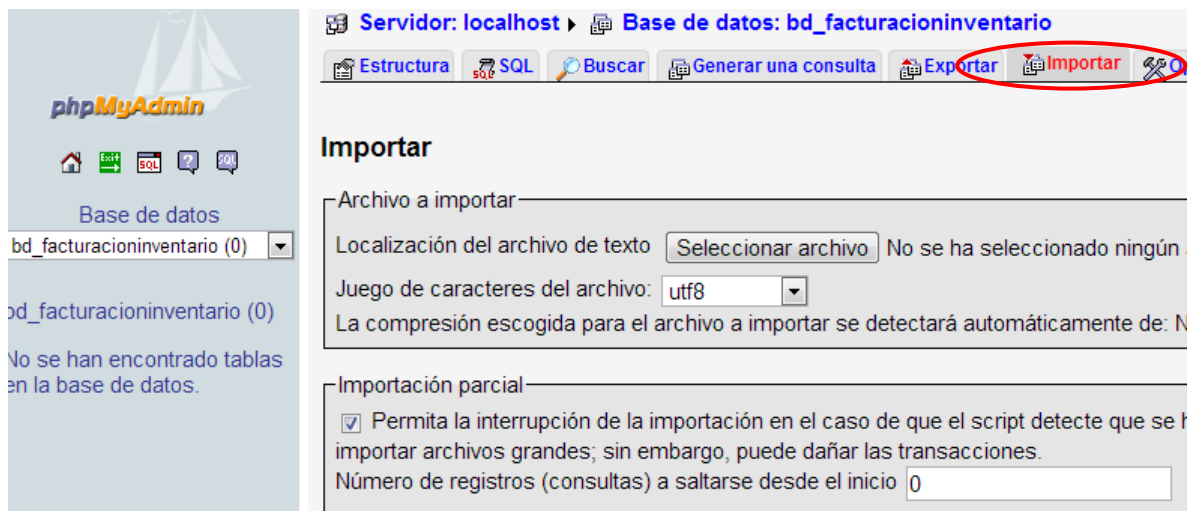 phpMyAdmin
Exit
SQL
?
SQL
Base de datos
bd_facturacioninventario (0)
bd_facturacioninventario (0)
No se han encontrado tablas
en la base de datos.
Servidor: localhost Base de datos: bd_facturacioninventario
Estructura SQL Buscar Generar una consulta Exportar Importar
Importar
Archivo a importar
Localización del archivo de texto Seleccionar archivo No se ha seleccionado ningún
Juego de caracteres del archivo: utf8
La compresión escogida para el archivo a importar se detectará automáticamente de:
Importación parcial
Permita la interrupción de la importación en el caso de que el script detecte que se
importar archivos grandes; sin embargo, puede dañar las transacciones.
Número de registros (consultas) a saltarse desde el inicio 0